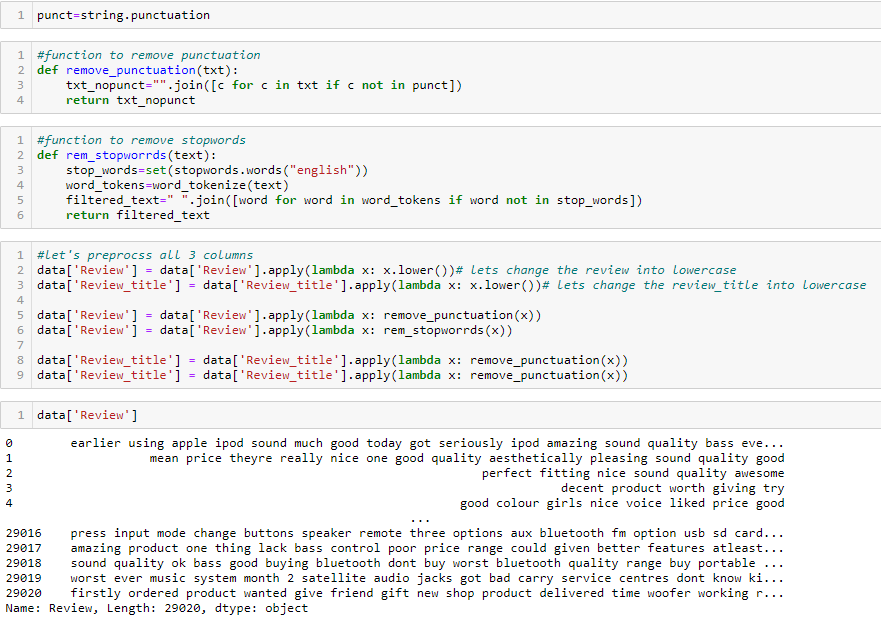 1 punct=string.punctuation
1 #function to remove punctuation
2 def remove_punctuation(txt):
3     txt_nopunct="".join([c for c in txt if c not in punct])
4     return txt_nopunct
1 #function to remove stopwords
2 def rem_stopworrds(text):
3     stop_words=set(stopwords.words("english"))
4     word_tokens=word_tokenize(text)
5     filtered_text=" ".join([word for word in word_tokens if word not in stop_words])
6     return filtered_text
1 #let's preprocss all 3 columns
2 data['Review'] = data['Review'].apply(lambda x: x.lower())# lets change the review into lowercase
3 data['Review_title'] = data['Review_title'].apply(lambda x: x.lower())# lets change the review_title into lowercase
4
5 data['Review'] = data['Review'].apply(lambda x: remove_punctuation(x))
6 data['Review'] = data['Review'].apply(lambda x: rem_stopworrds(x))
7
8 data['Review_title'] = data['Review_title'].apply(lambda x: remove_punctuation(x))
9 data['Review_title'] = data['Review_title'].apply(lambda x: remove_punctuation(x))
1 data['Review']
0 earlier using apple ipod sound much good today got seriously ipod amazing sound quality bass eve...
1 mean price theyre really nice one good quality aesthetically pleasing sound quality good
2 perfect fitting nice sound quality awesome
3 decent product worth giving try
4 good colour girls nice voice liked price good
...
29016 press input mode change buttons speaker remote three options aux bluetooth fm option usb sd card...
29017 amazing product one thing lack bass control poor price range could given better features atleast...
29018 sound quality ok bass good buying bluetooth dont buy worst bluetooth quality range buy portable ...
29019 worst ever music system month 2 satellite audio jacks got bad carry service centres dont know ki...
29020 firstly ordered product wanted give friend gift new shop product delivered time woofer working r...
Name: Review, Length: 29020, dtype: object